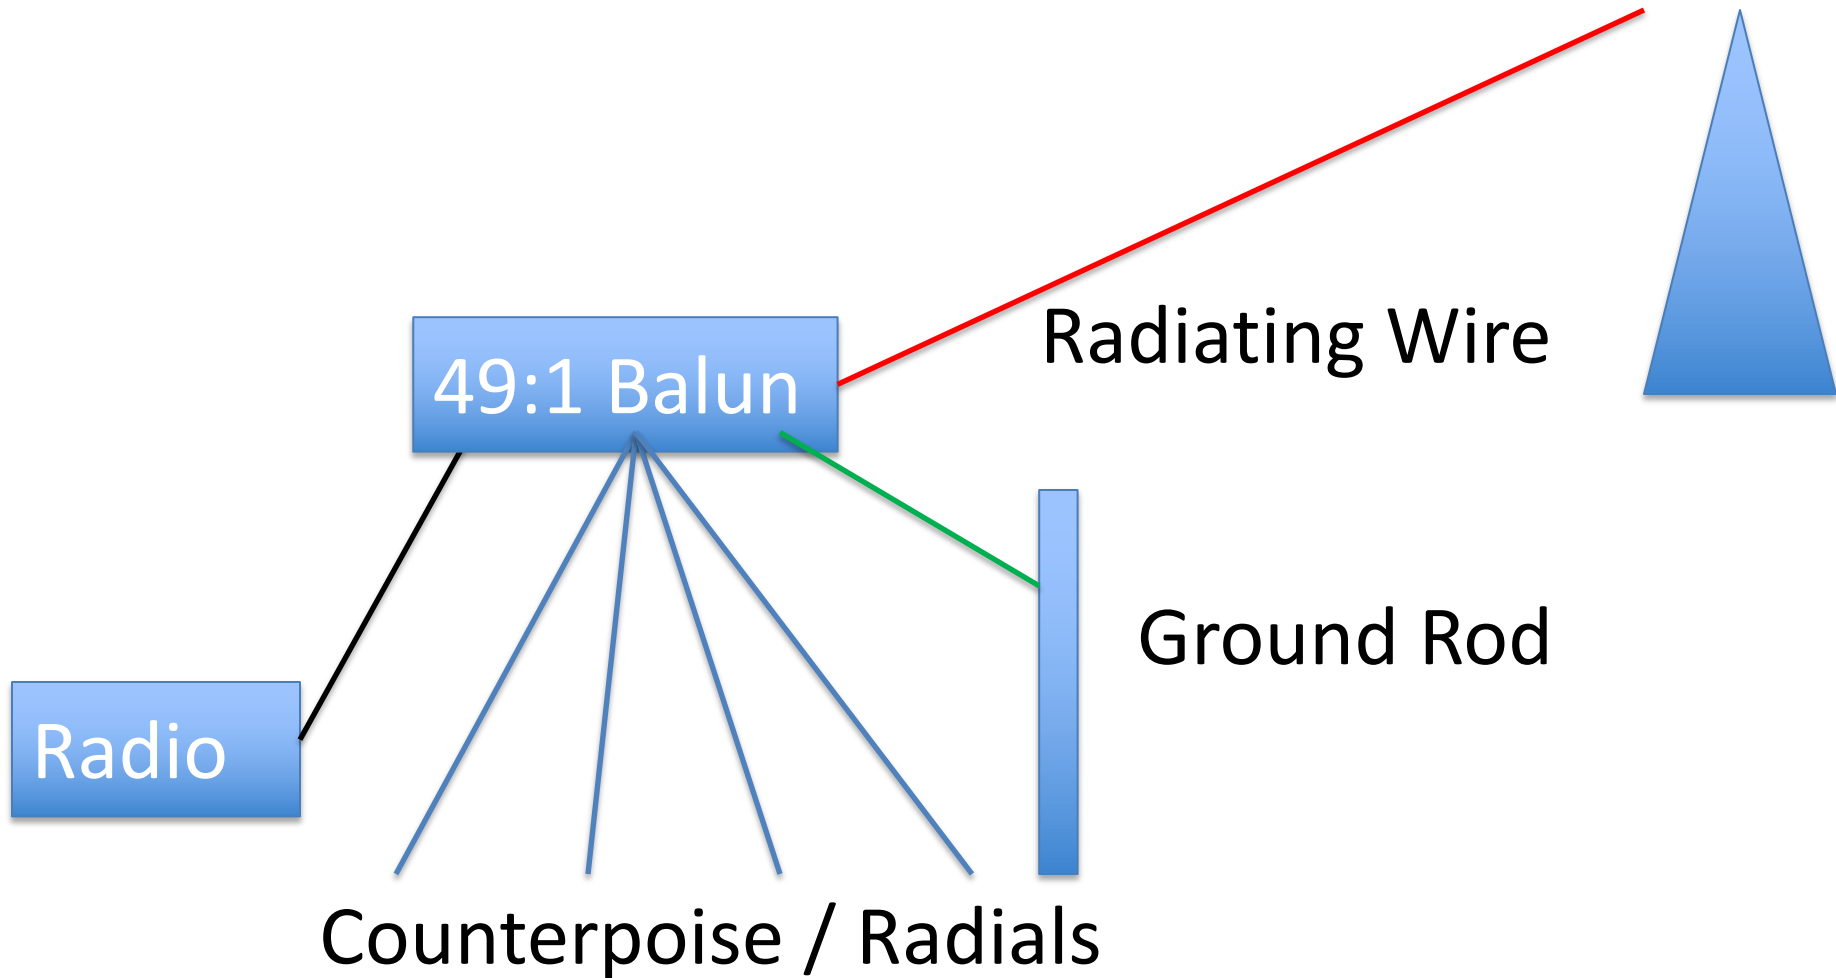 49:1 Balun
Radiating Wire
Ground Rod
Radio
Counterpoise / Radials